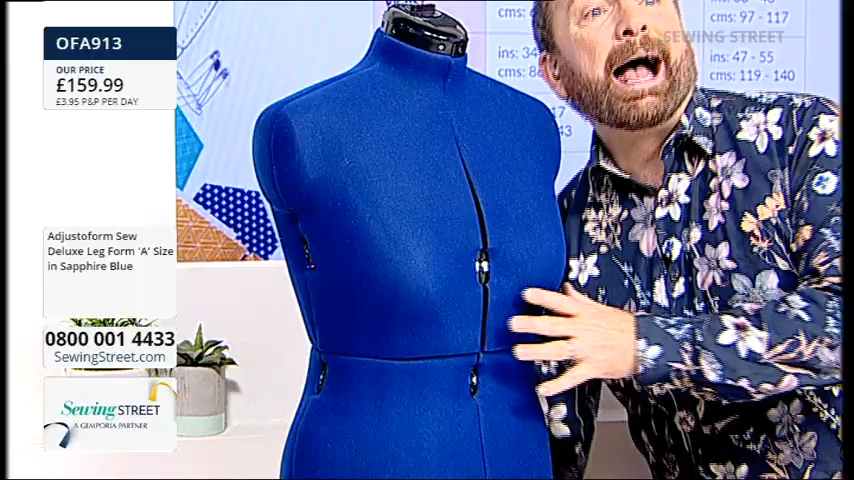 OFA913
OUR PRICE
£159.99
£3.95 P&P PER DAY
Adjustoform Sew
Deluxe Leg Form 'A' Size
in Sapphire Blue
0800 001 4433
SewingStreet.com
Sewing STREET
A GEMPORIA PARTNER
SEWING STREET
cms: 97 - 117
ins: 47 - 55
cms: 119 - 140
ins: 34
cms: 86
43